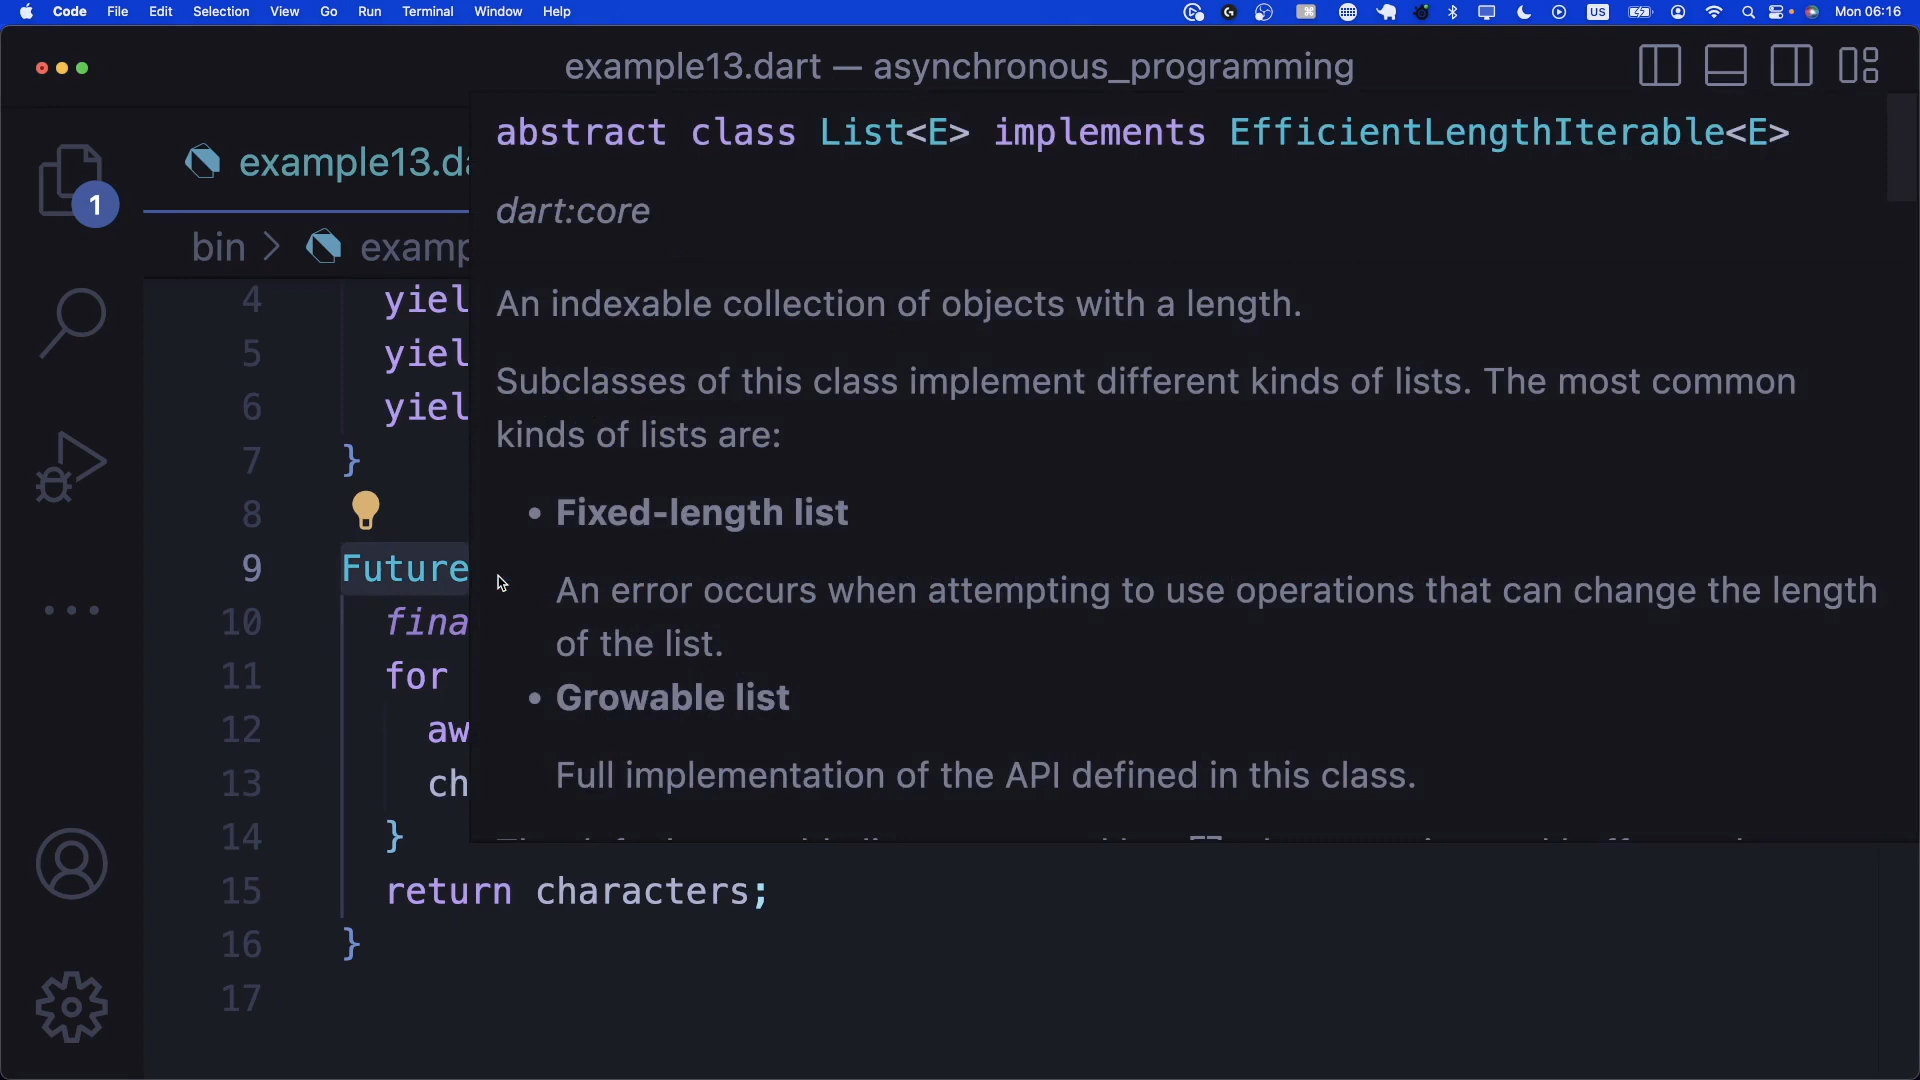 Code File Edit Selection View Go Run Terminal Window Help US Mon 06:16
example13.dart — asynchronous_programming
abstract class List<E> implements EfficientLengthIterable<E>
1
example13.da
dart:core
bin > examp
4 yiel
An indexable collection of objects with a length.
5 yiel
Subclasses of this class implement different kinds of lists. The most common
6 yiel
kinds of lists are:
7 }
8
• Fixed-length list
9 Future
An error occurs when attempting to use operations that can change the length
10 fina
of the list.
11 for
• Growable list
12 aw
13 ch
Full implementation of the API defined in this class.
14 }
15 return characters;
16 }
17